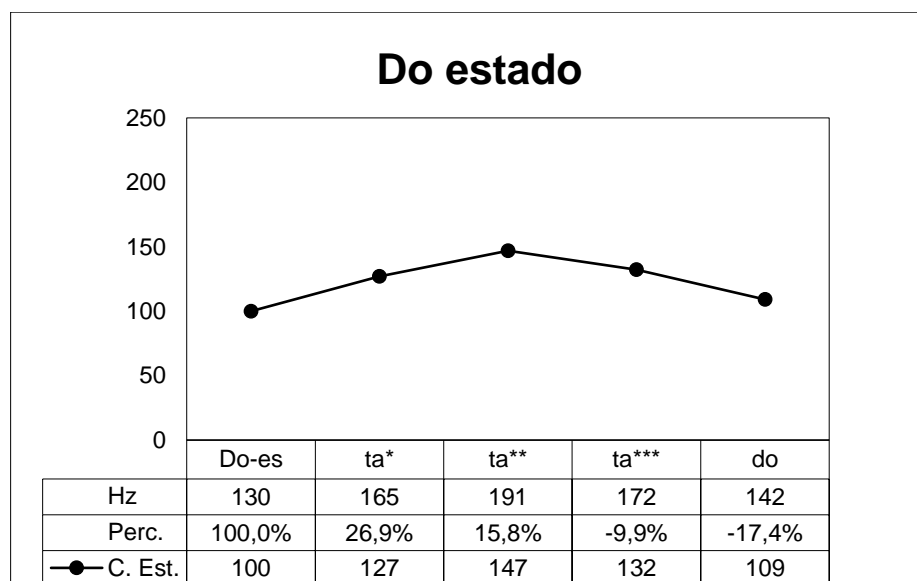 Do estado
250
200
150
100
50
0
Do-es ta* ta** ta*** do
Hz 130 165 191 172 142
Perc. 100,0% 26,9% 15,8% -9,9% -17,4%
C. Est. 100 127 147 132 109